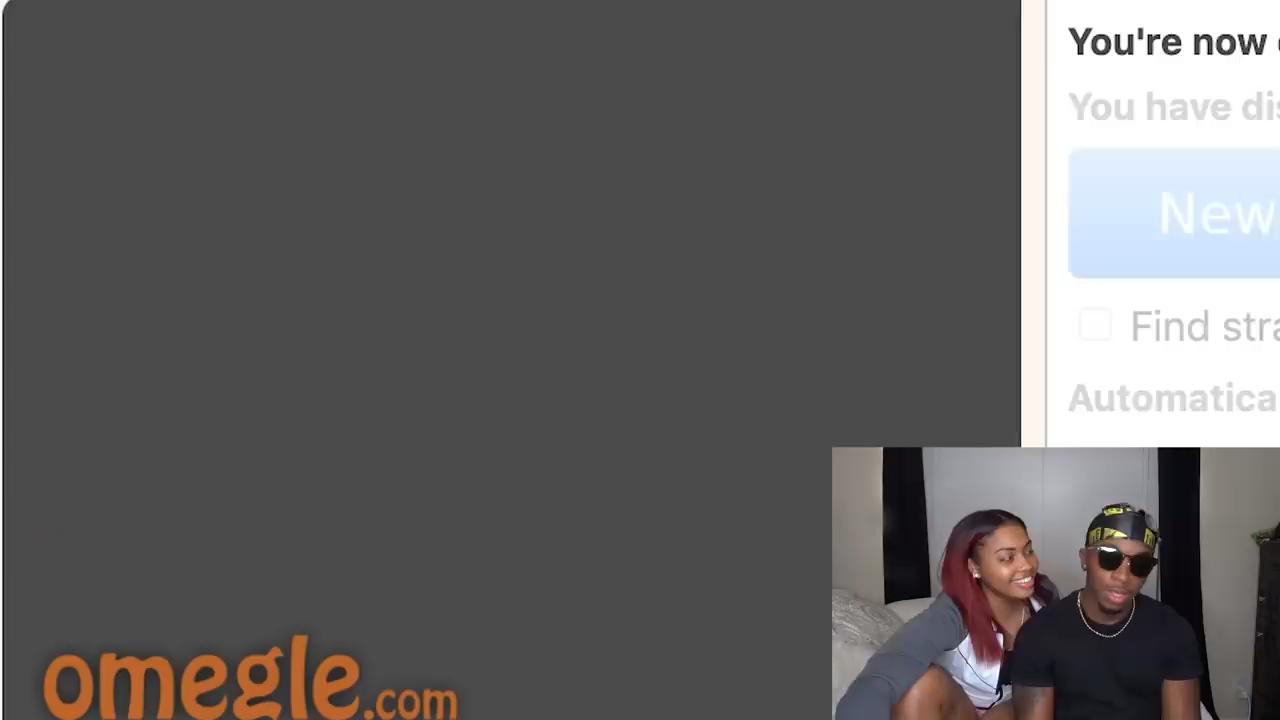 You're now
You have dis
New
Find stra
Automatica
omegle.com